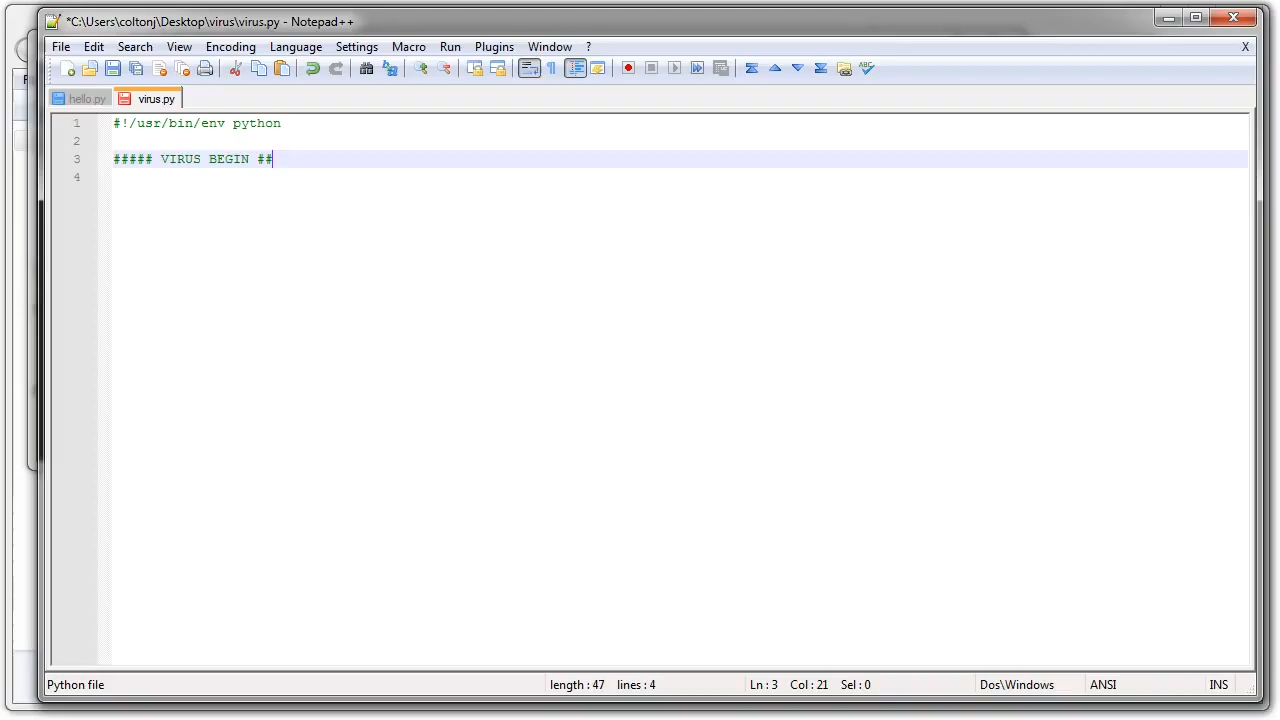 *C:\Users\coltonj\Desktop\virus\virus.py - Notepad++
File Edit Search View Encoding Language Settings Macro Run Plugins Window ? X
hello.py virus.py
1 #!/usr/bin/env python
2
3 ##### VIRUS BEGIN ##
4
Python file length : 47 lines : 4 Ln : 3 Col : 21 Sel : 0 Dos\Windows ANSI INS